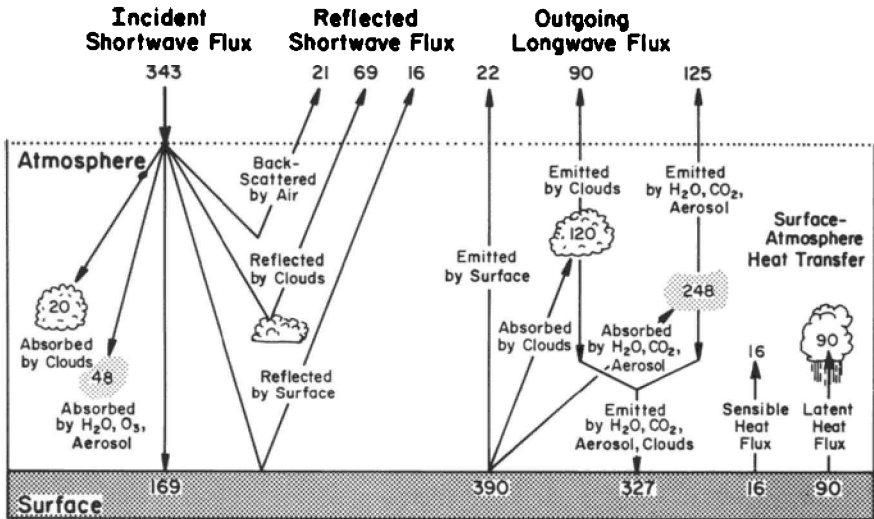 Incident
Shortwave Flux
343
Reflected
Shortwave Flux
21 69 16
Outgoing
Longwave Flux
22 90 125
Atmosphere
Back-
Scattered
by Air
Reflected
by Clouds
Reflected
by Surface
20
Absorbed
by Clouds
48
Absorbed
by H₂O, O₃,
Aerosol
Emitted
by Surface
Emitted
by Clouds
120
Absorbed
by Clouds
Emitted
by H₂O, CO₂,
Aerosol
248
Absorbed
by H₂O, CO₂,
Aerosol
Emitted
by H₂O, CO₂,
Aerosol, Clouds
Surface-
Atmosphere
Heat Transfer
16
Sensible
Heat
Flux
90
Latent
Heat
Flux
169 390 327 16 90
Surface